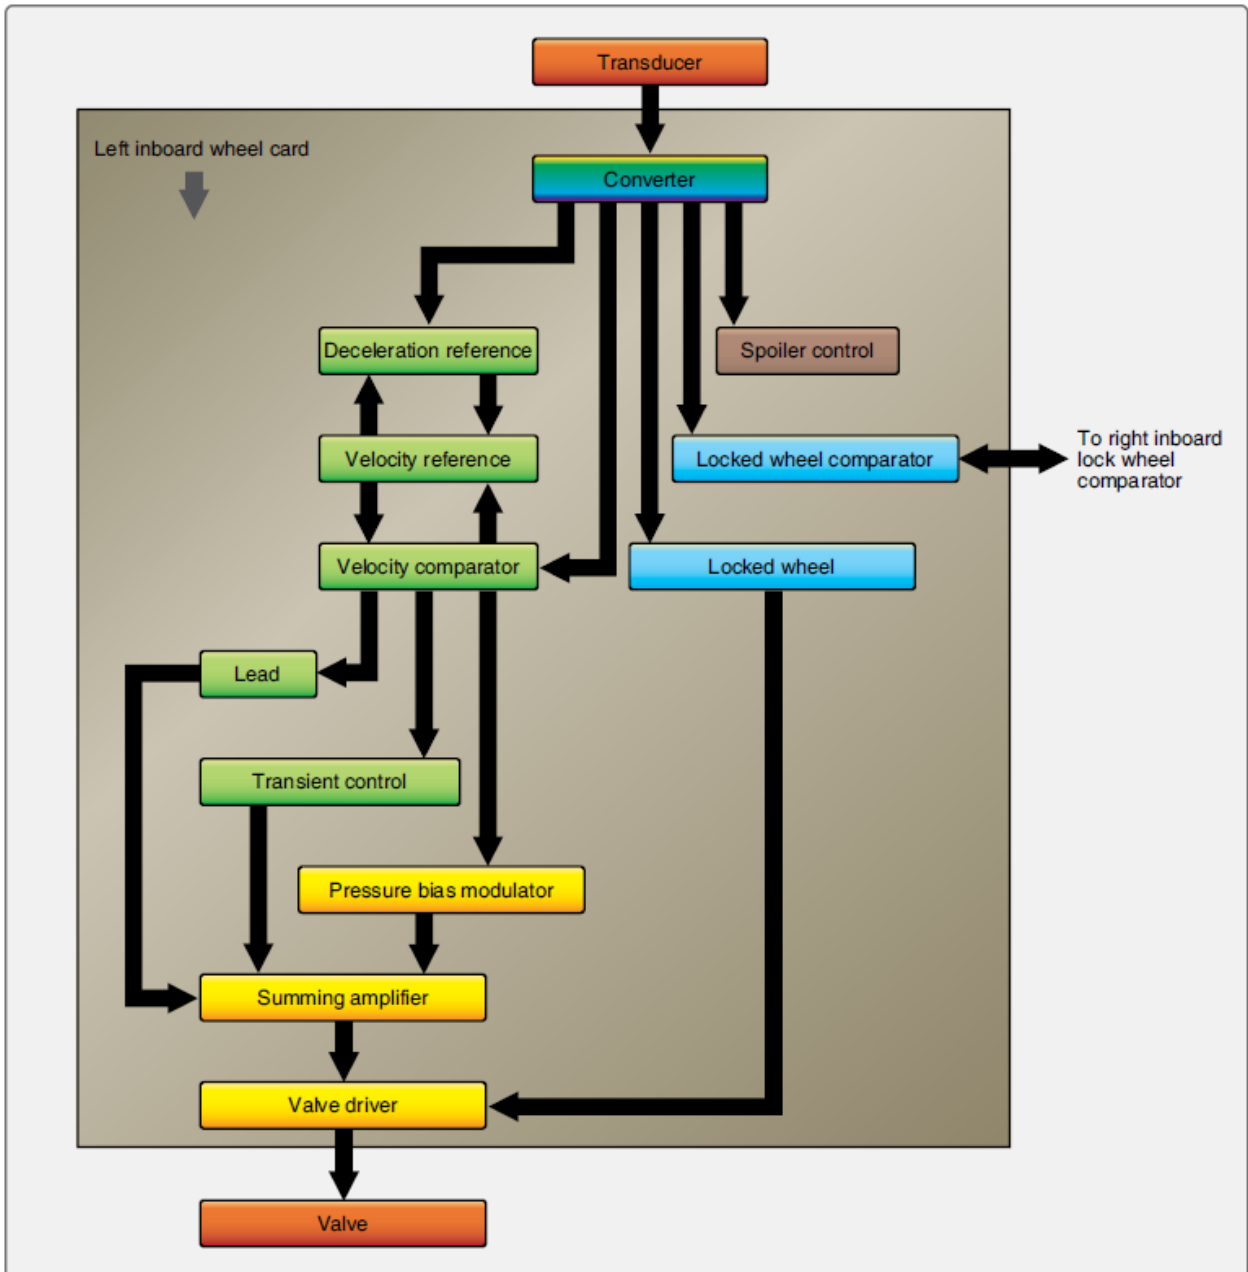 Transducer
Left inboard wheel card
Converter
Deceleration reference
Spoiler control
Velocity reference
Locked wheel comparator
To right inboard
lock wheel
comparator
Velocity comparator
Locked wheel
Lead
Transient control
Pressure bias modulator
Summing amplifier
Valve driver
Valve